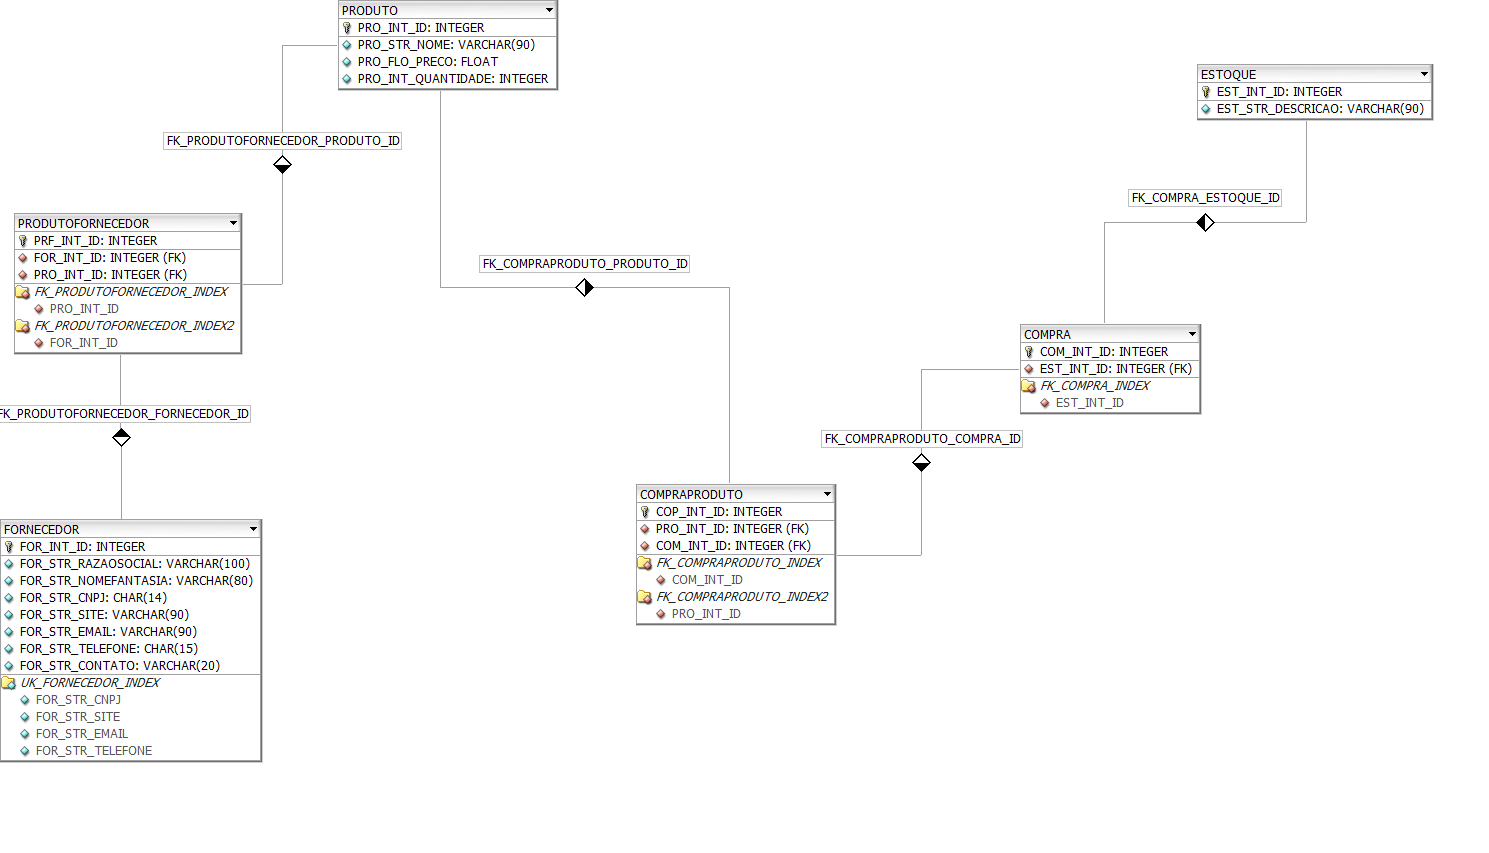 PRODUTO
PRO_INT_ID: INTEGER
PRO_STR_NOME: VARCHAR(90)
PRO_FLO_PRECO: FLOAT
PRO_INT_QUANTIDADE: INTEGER
ESTOQUE
EST_INT_ID: INTEGER
EST_STR_DESCRICAO: VARCHAR(90)
FK_PRODUTOFORNECEDOR_PRODUTO_ID
FK_COMPRA_ESTOQUE_ID
PRODUTOFORNECEDOR
PRF_INT_ID: INTEGER
FOR_INT_ID: INTEGER (FK)
PRO_INT_ID: INTEGER (FK)
FK_PRODUTOFORNECEDOR_INDEX
PRO_INT_ID
FK_PRODUTOFORNECEDOR_INDEX2
FOR_INT_ID
FK_COMPRAPRODUTO_PRODUTO_ID
COMPRA
COM_INT_ID: INTEGER
EST_INT_ID: INTEGER (FK)
FK_COMPRA_INDEX
EST_INT_ID
FK_PRODUTOFORNECEDOR_FORNECEDOR_ID
FK_COMPRAPRODUTO_COMPRA_ID
COMPRAPRODUTO
COP_INT_ID: INTEGER
PRO_INT_ID: INTEGER (FK)
COM_INT_ID: INTEGER (FK)
FK_COMPRAPRODUTO_INDEX
COM_INT_ID
FK_COMPRAPRODUTO_INDEX2
PRO_INT_ID
FORNECEDOR
FOR_INT_ID: INTEGER
FOR_STR_RAZAOSOCIAL: VARCHAR(100)
FOR_STR_NOMEFANTASIA: VARCHAR(80)
FOR_STR_CNPJ: CHAR(14)
FOR_STR_SITE: VARCHAR(90)
FOR_STR_EMAIL: VARCHAR(90)
FOR_STR_TELEFONE: CHAR(15)
FOR_STR_CONTATO: VARCHAR(20)
UK_FORNECEDOR_INDEX
FOR_STR_CNPJ
FOR_STR_SITE
FOR_STR_EMAIL
FOR_STR_TELEFONE